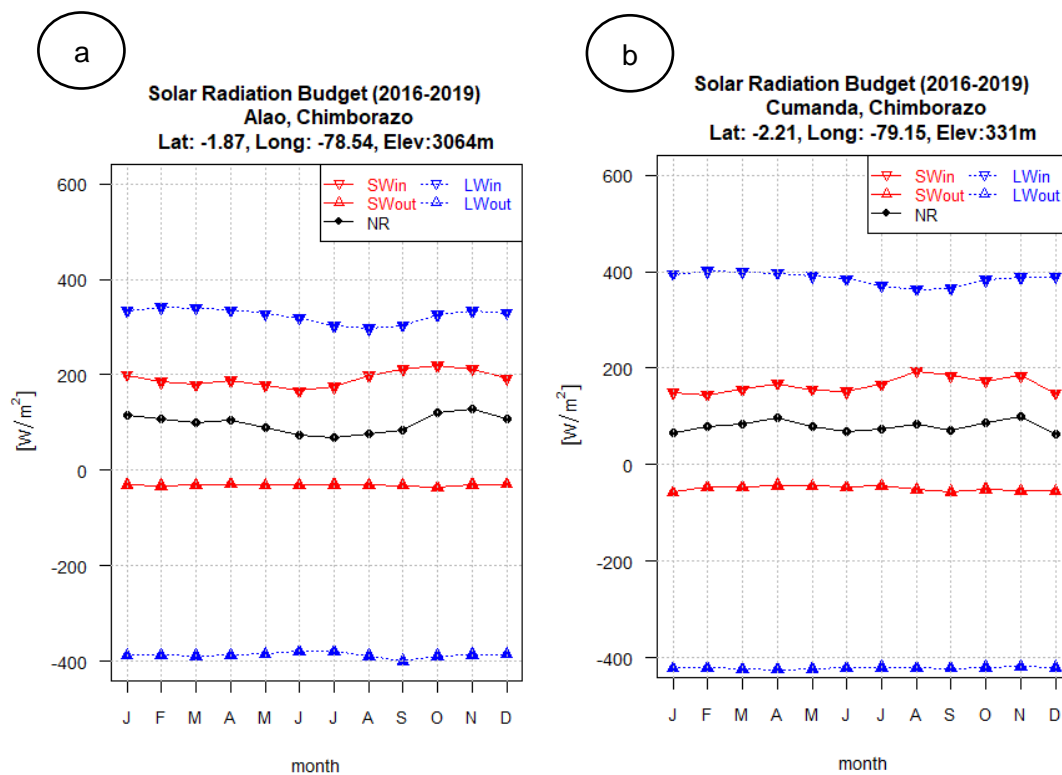 a
Solar Radiation Budget (2016-2019)
Alao, Chimborazo
Lat: -1.87, Long: -78.54, Elev:3064m
SWin
LWin
SWout
LWout
NR
600
400
200
0
-200
-400
[W/m²]
J F M A M J J A S O N D
month
b
Solar Radiation Budget (2016-2019)
Cumanda, Chimborazo
Lat: -2.21, Long: -79.15, Elev:331m
SWin
LWin
SWout
LWout
NR
600
400
200
0
-200
-400
[W/m²]
J F M A M J J A S O N D
month